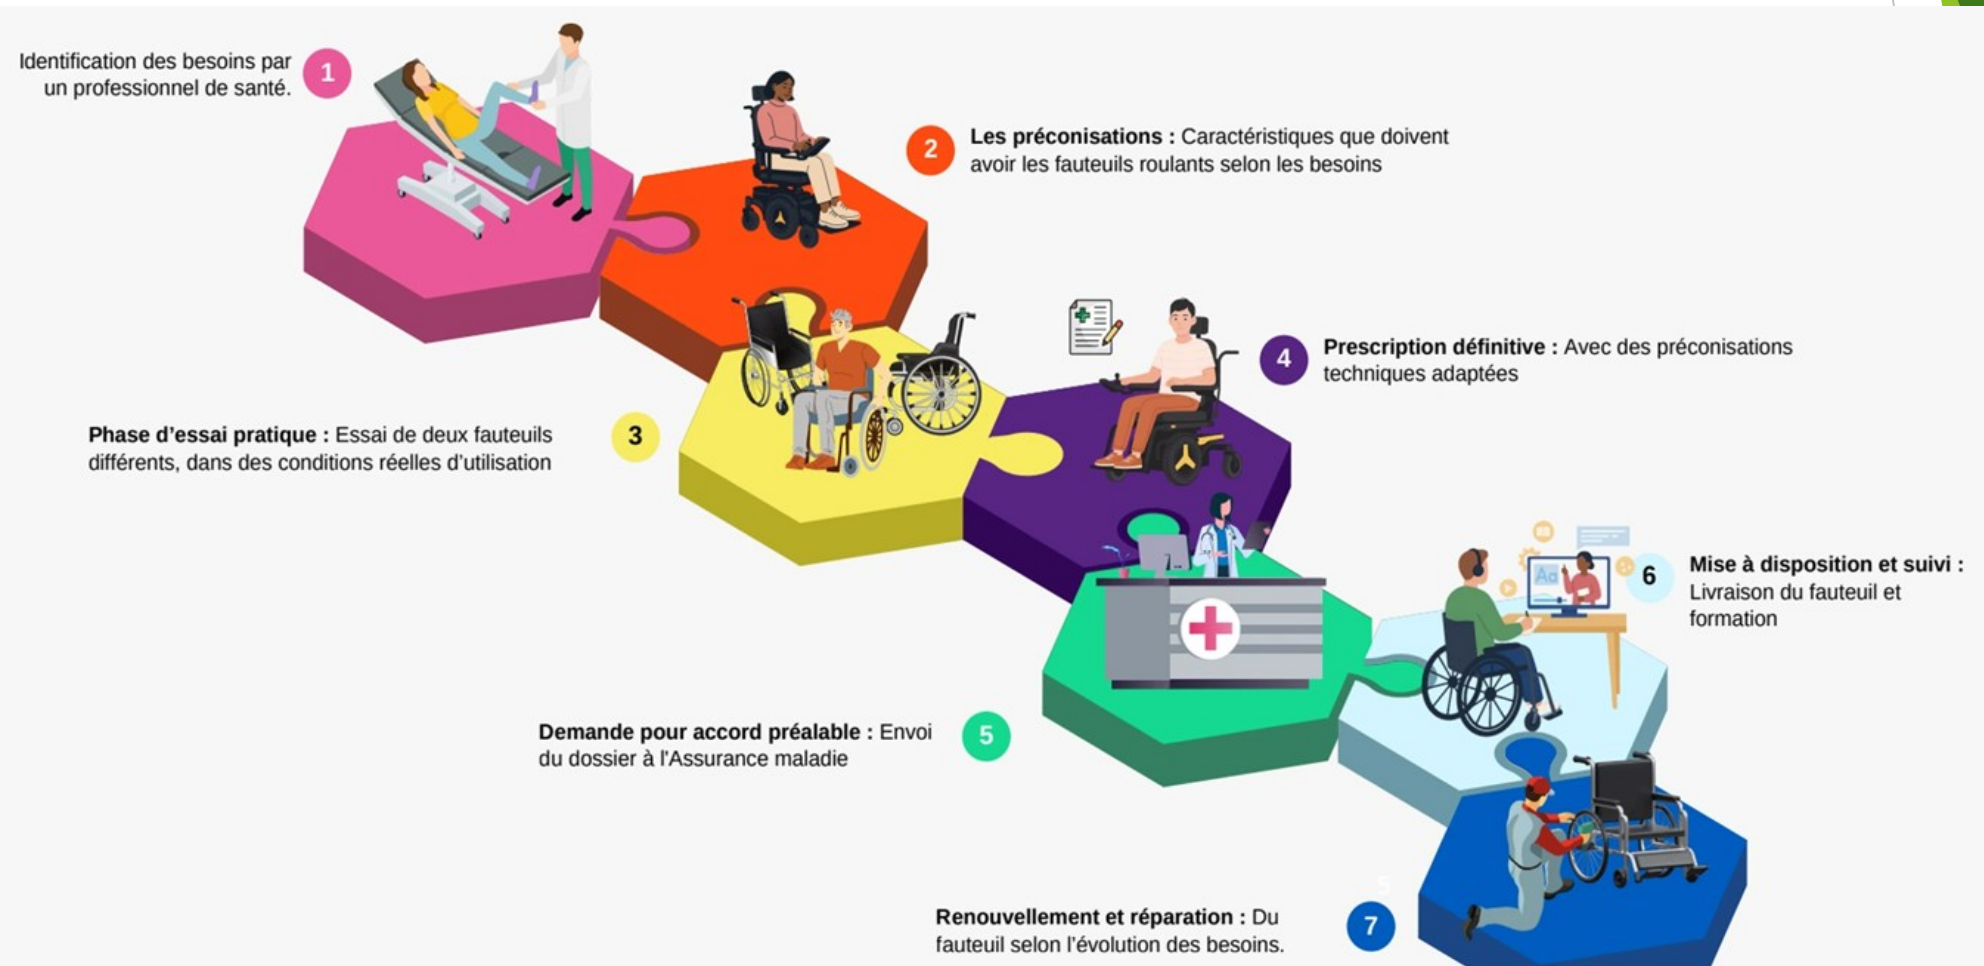 Identification des besoins par
un professionnel de santé.
1
2
Les préconisations : Caractéristiques que doivent
avoir les fauteuils roulants selon les besoins
Phase d'essai pratique : Essai de deux fauteuils
différents, dans des conditions réelles d'utilisation
3
4
Prescription définitive : Avec des préconisations
techniques adaptées
Aa
6
Mise à disposition et suivi :
Livraison du fauteuil et
formation
Demande pour accord préalable : Envoi
du dossier à l'Assurance maladie
5
5
Renouvellement et réparation : Du
fauteuil selon l'évolution des besoins.
7